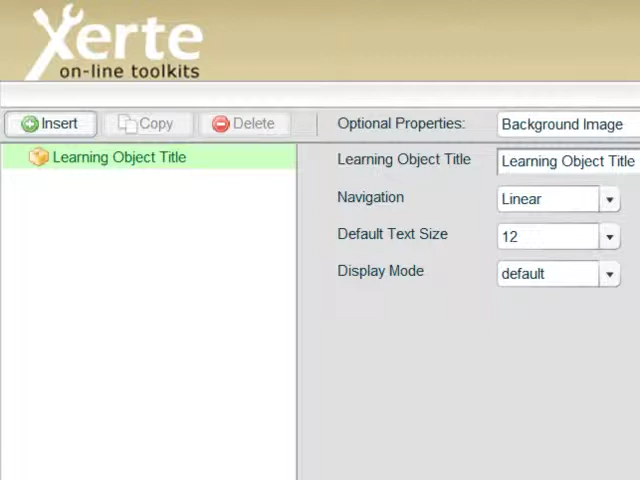 Xerte
on-line toolkits
Insert Copy Delete Optional Properties: Background Image
Learning Object Title Learning Object Title Learning Object Title
Navigation Linear
Default Text Size 12
Display Mode default